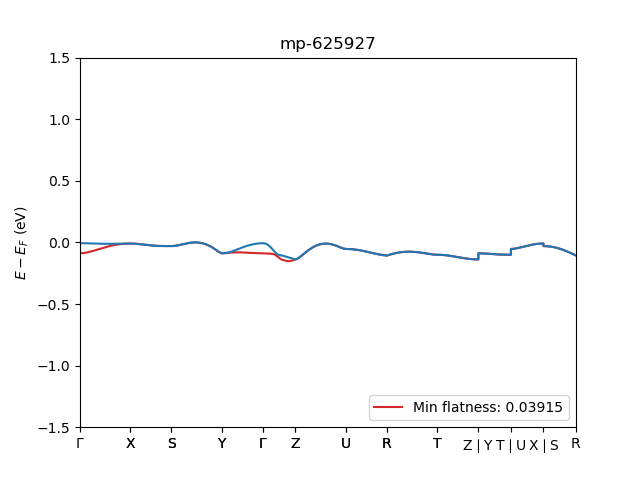 mp-625927
1.5
1.0
0.5
0.0
−0.5
−1.0
−1.5
E − E_F (eV)
Min flatness: 0.03915
Γ X S Y Γ Z U R T Z | Y T | U X | S R